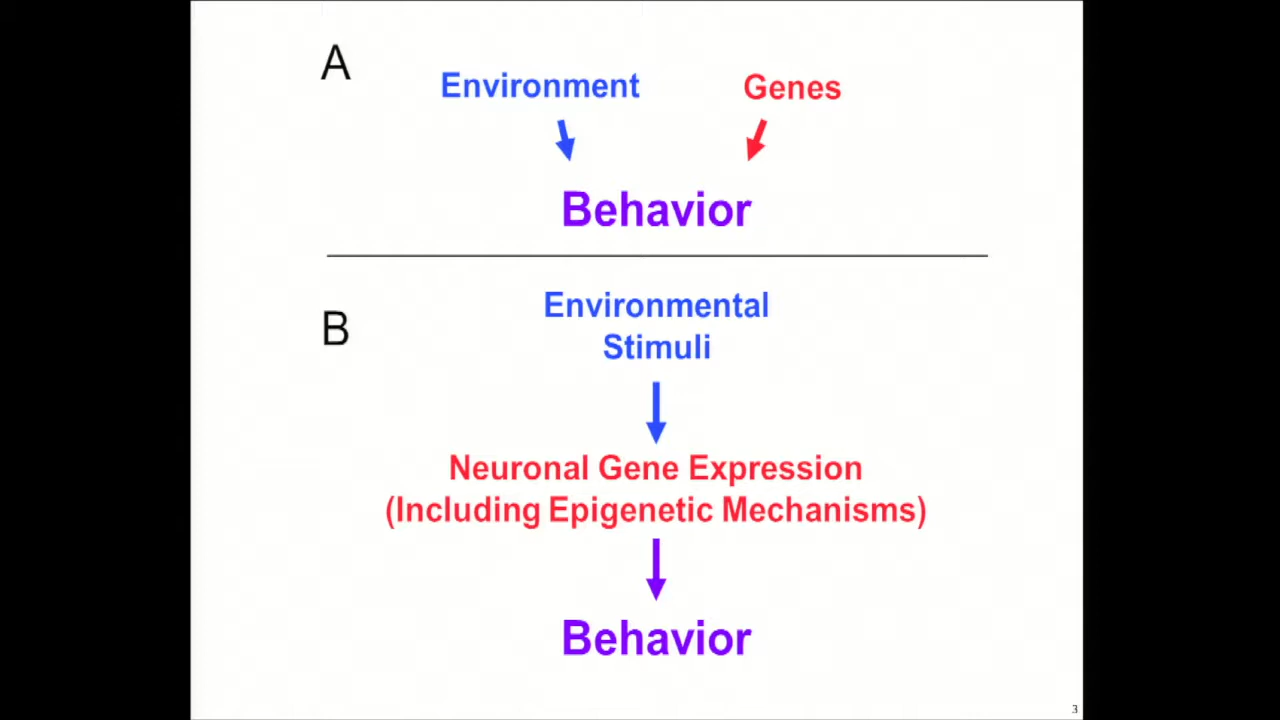 A
Environment Genes
Behavior
B
Environmental
Stimuli
Neuronal Gene Expression
(Including Epigenetic Mechanisms)
Behavior
3